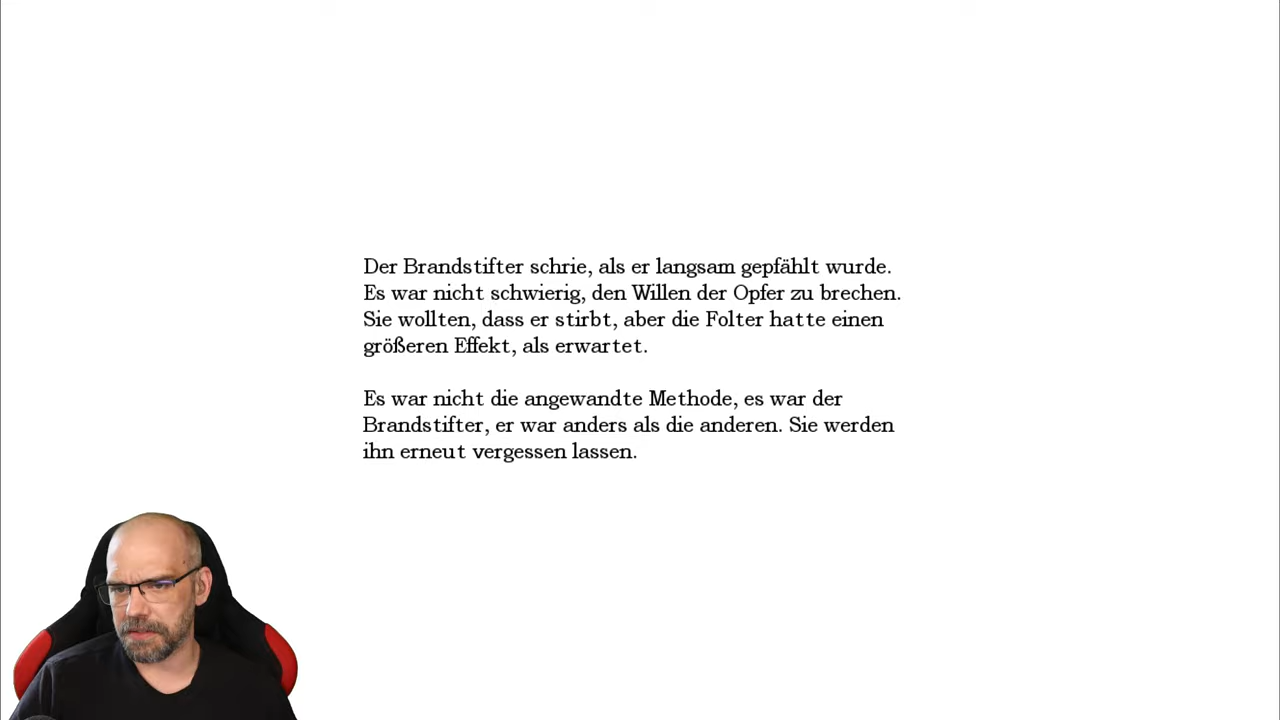 Der Brandstifter schrie, als er langsam gepfählt wurde.
Es war nicht schwierig, den Willen der Opfer zu brechen.
Sie wollten, dass er stirbt, aber die Folter hatte einen
größeren Effekt, als erwartet.
Es war nicht die angewandte Methode, es war der
Brandstifter, er war anders als die anderen. Sie werden
ihn erneut vergessen lassen.